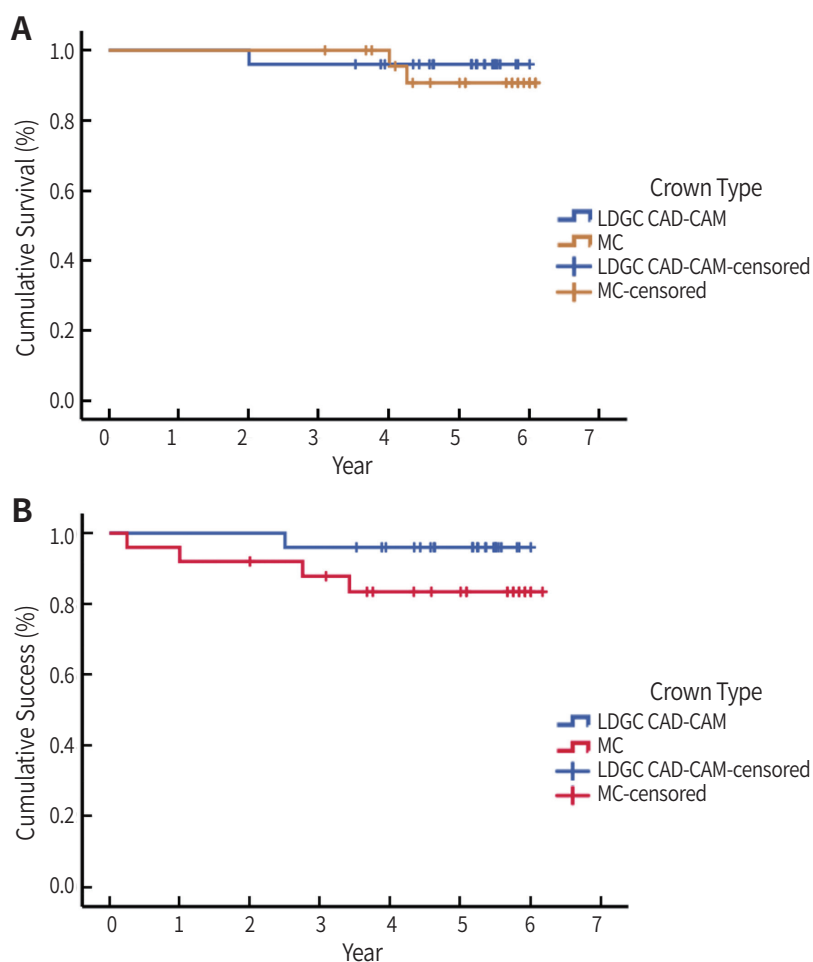 A
Cumulative Survival (%)
1.0
0.8
0.6
0.4
0.2
0.0
0 1 2 3 4 5 6 7
Year
Crown Type
LDGC CAD-CAM
MC
LDGC CAD-CAM-censored
MC-censored
B
Cumulative Success (%)
1.0
0.8
0.6
0.4
0.2
0.0
0 1 2 3 4 5 6 7
Year
Crown Type
LDGC CAD-CAM
MC
LDGC CAD-CAM-censored
MC-censored